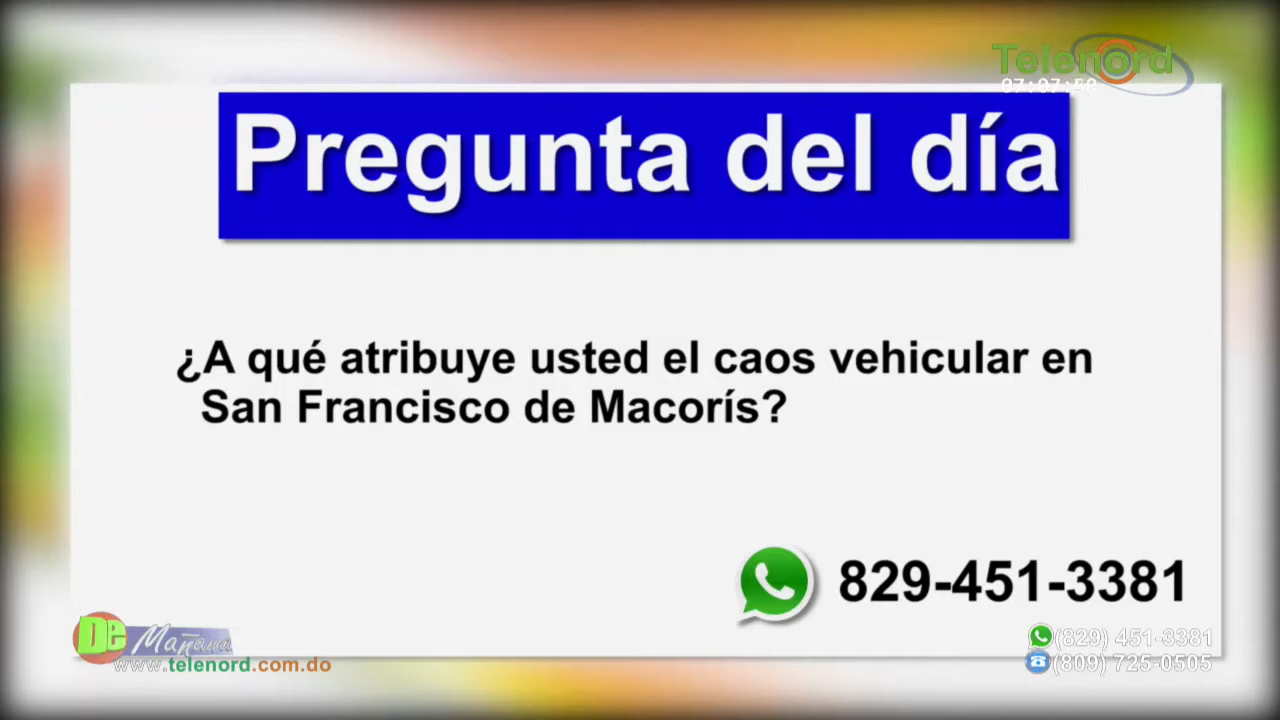 Telenord
07:07:50
Pregunta del día
¿A qué atribuye usted el caos vehicular en
San Francisco de Macorís?
829-451-3381
De Mañana
www.telenord.com.do
(829) 451-3381
(809) 725-0505